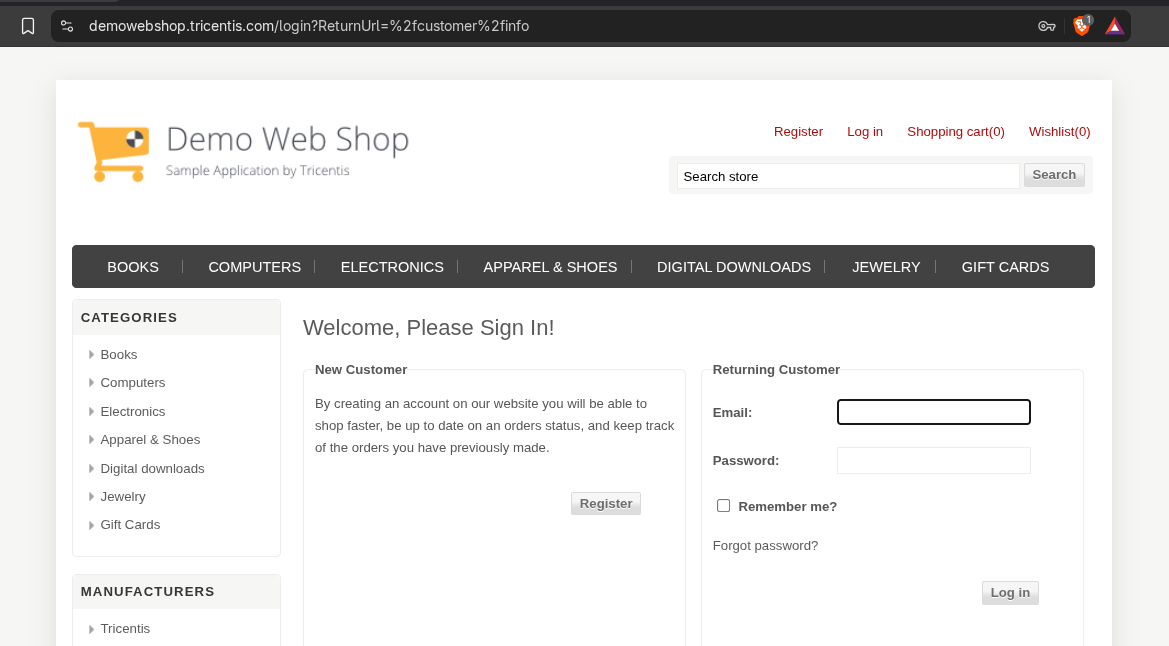 demowebshop.tricentis.com/login?ReturnUrl=%2fcustomer%2finfo
1
Demo Web Shop
Sample Application by Tricentis
Register Log in Shopping cart(0) Wishlist(0)
Search store Search
BOOKS COMPUTERS ELECTRONICS APPAREL & SHOES DIGITAL DOWNLOADS JEWELRY GIFT CARDS
CATEGORIES
Books
Computers
Electronics
Apparel & Shoes
Digital downloads
Jewelry
Gift Cards
MANUFACTURERS
Tricentis
Welcome, Please Sign In!
New Customer
By creating an account on our website you will be able to
shop faster, be up to date on an orders status, and keep track
of the orders you have previously made.
Register
Returning Customer
Email:
Password:
Remember me?
Forgot password?
Log in